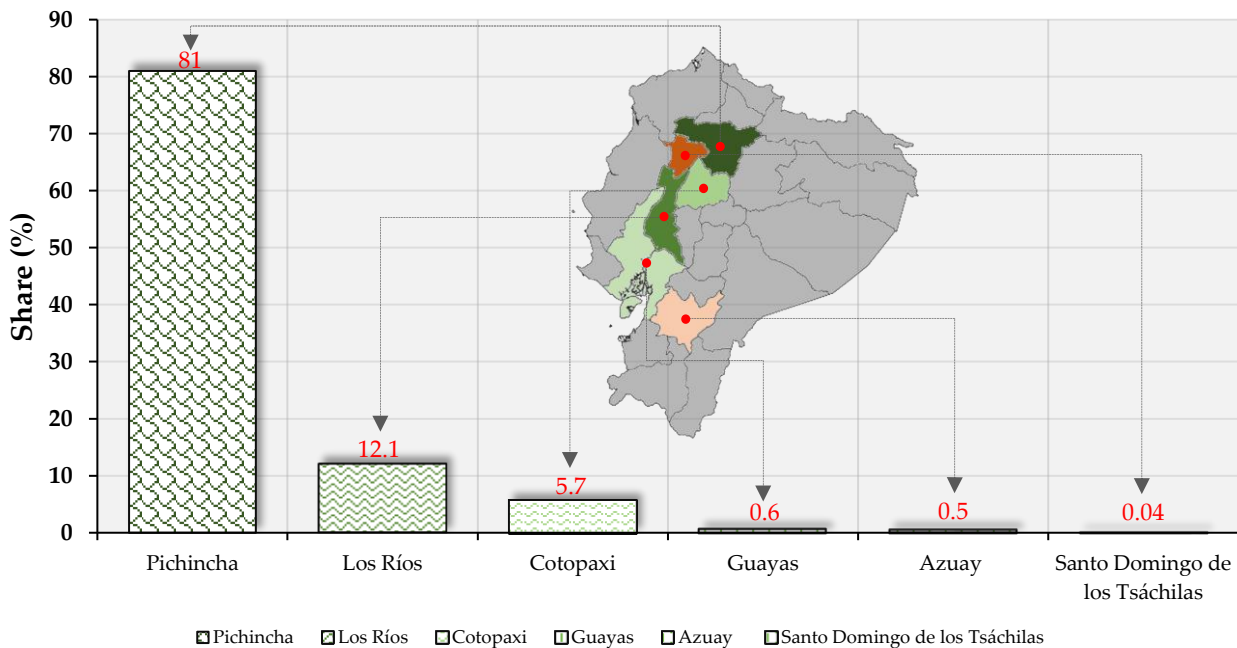 Share (%)
90
80
70
60
50
40
30
20
10
0
81
12.1
5.7
0.6
0.5
0.04
Pichincha
Los Ríos
Cotopaxi
Guayas
Azuay
Santo Domingo de
los Tsáchilas
Pichincha Los Ríos Cotopaxi Guayas Azuay Santo Domingo de los Tsáchilas